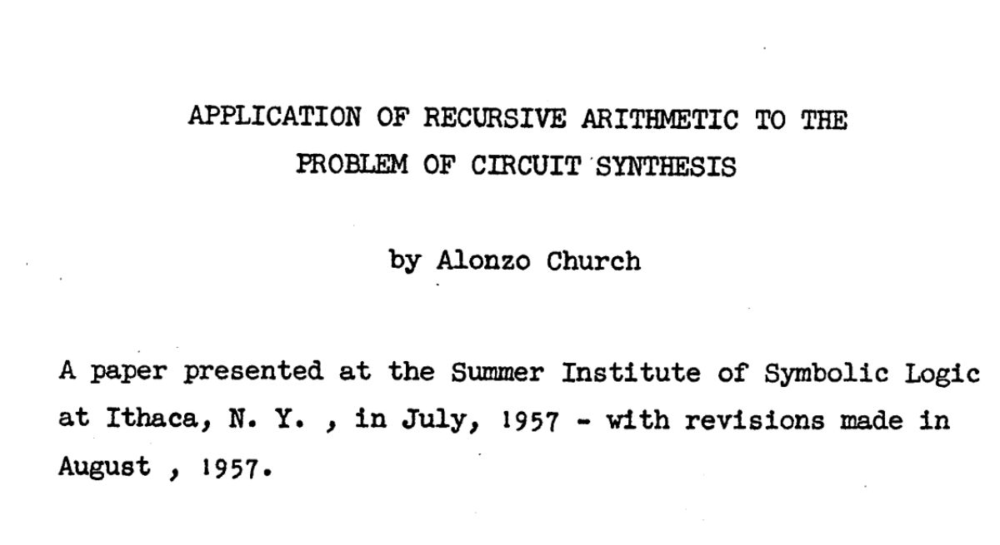 APPLICATION OF RECURSIVE ARITHMETIC TO THE
PROBLEM OF CIRCUIT SYNTHESIS
by Alonzo Church
A paper presented at the Summer Institute of Symbolic Logic
at Ithaca, N. Y. , in July, 1957 - with revisions made in
August , 1957.